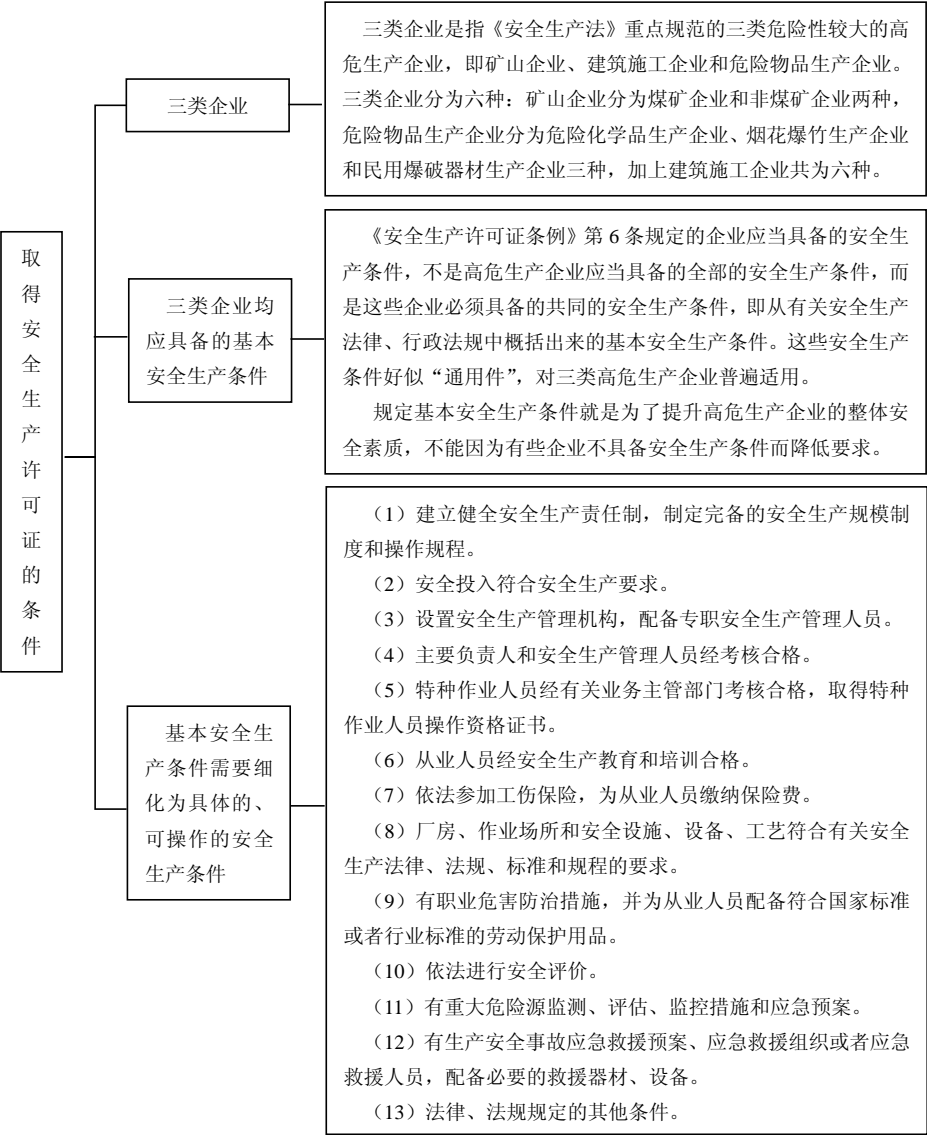 取
得
安
全
生
产
许
可
证
的
条
件
三类企业
三类企业是指《安全生产法》重点规范的三类危险性较大的高
危生产企业，即矿山企业、建筑施工企业和危险物品生产企业。
三类企业分为六种：矿山企业分为煤矿企业和非煤矿企业两种，
危险物品生产企业分为危险化学品生产企业、烟花爆竹生产企业
和民用爆破器材生产企业三种，加上建筑施工企业共为六种。
三类企业均
应具备的基本
安全生产条件
《安全生产许可证条例》第 6 条规定的企业应当具备的安全生
产条件，不是高危生产企业应当具备的全部的安全生产条件，而
是这些企业必须具备的共同的安全生产条件，即从有关安全生产
法律、行政法规中概括出来的基本安全生产条件。这些安全生产
条件好似“通用件”，对三类高危生产企业普遍适用。
规定基本安全生产条件就是为了提升高危生产企业的整体安
全素质，不能因为有些企业不具备安全生产条件而降低要求。
基本安全生
产条件需要细
化为具体的、
可操作的安全
生产条件
（1）建立健全安全生产责任制，制定完备的安全生产规模制
度和操作规程。
（2）安全投入符合安全生产要求。
（3）设置安全生产管理机构，配备专职安全生产管理人员。
（4）主要负责人和安全生产管理人员经考核合格。
（5）特种作业人员经有关业务主管部门考核合格，取得特种
作业人员操作资格证书。
（6）从业人员经安全生产教育和培训合格。
（7）依法参加工伤保险，为从业人员缴纳保险费。
（8）厂房、作业场所和安全设施、设备、工艺符合有关安全
生产法律、法规、标准和规程的要求。
（9）有职业危害防治措施，并为从业人员配备符合国家标准
或者行业标准的劳动保护用品。
（10）依法进行安全评价。
（11）有重大危险源监测、评估、监控措施和应急预案。
（12）有生产安全事故应急救援预案、应急救援组织或者应急
救援人员，配备必要的救援器材、设备。
（13）法律、法规规定的其他条件。